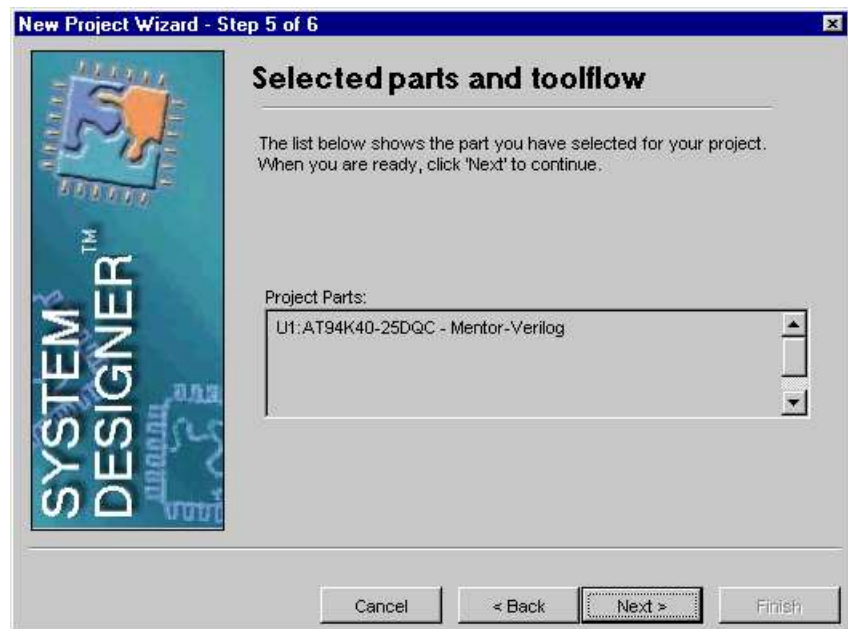 New Project Wizard - Step 5 of 6
SYSTEM
DESIGNER™
Selected parts and toolflow
The list below shows the part you have selected for your project.
When you are ready, click 'Next' to continue.
Project Parts:
U1:AT94K40-25DQC - Mentor-Verilog
Cancel
< Back
Next >
Finish